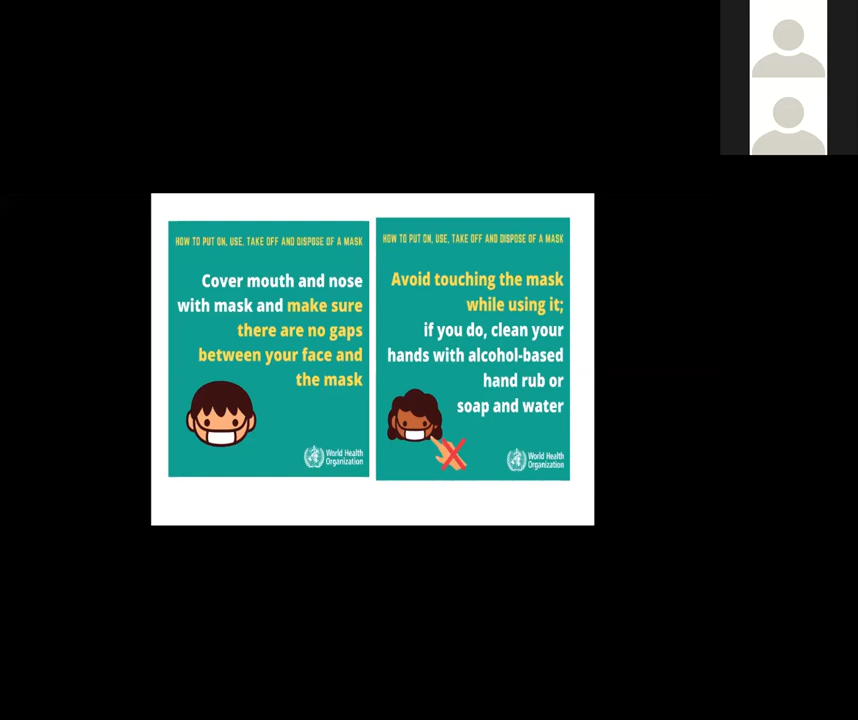 HOW TO PUT ON, USE, TAKE OFF AND DISPOSE OF A MASK
Cover mouth and nose
with mask and make sure
there are no gaps
between your face and
the mask
World Health
Organization
HOW TO PUT ON, USE, TAKE OFF AND DISPOSE OF A MASK
Avoid touching the mask
while using it;
if you do, clean your
hands with alcohol-based
hand rub or
soap and water
World Health
Organization